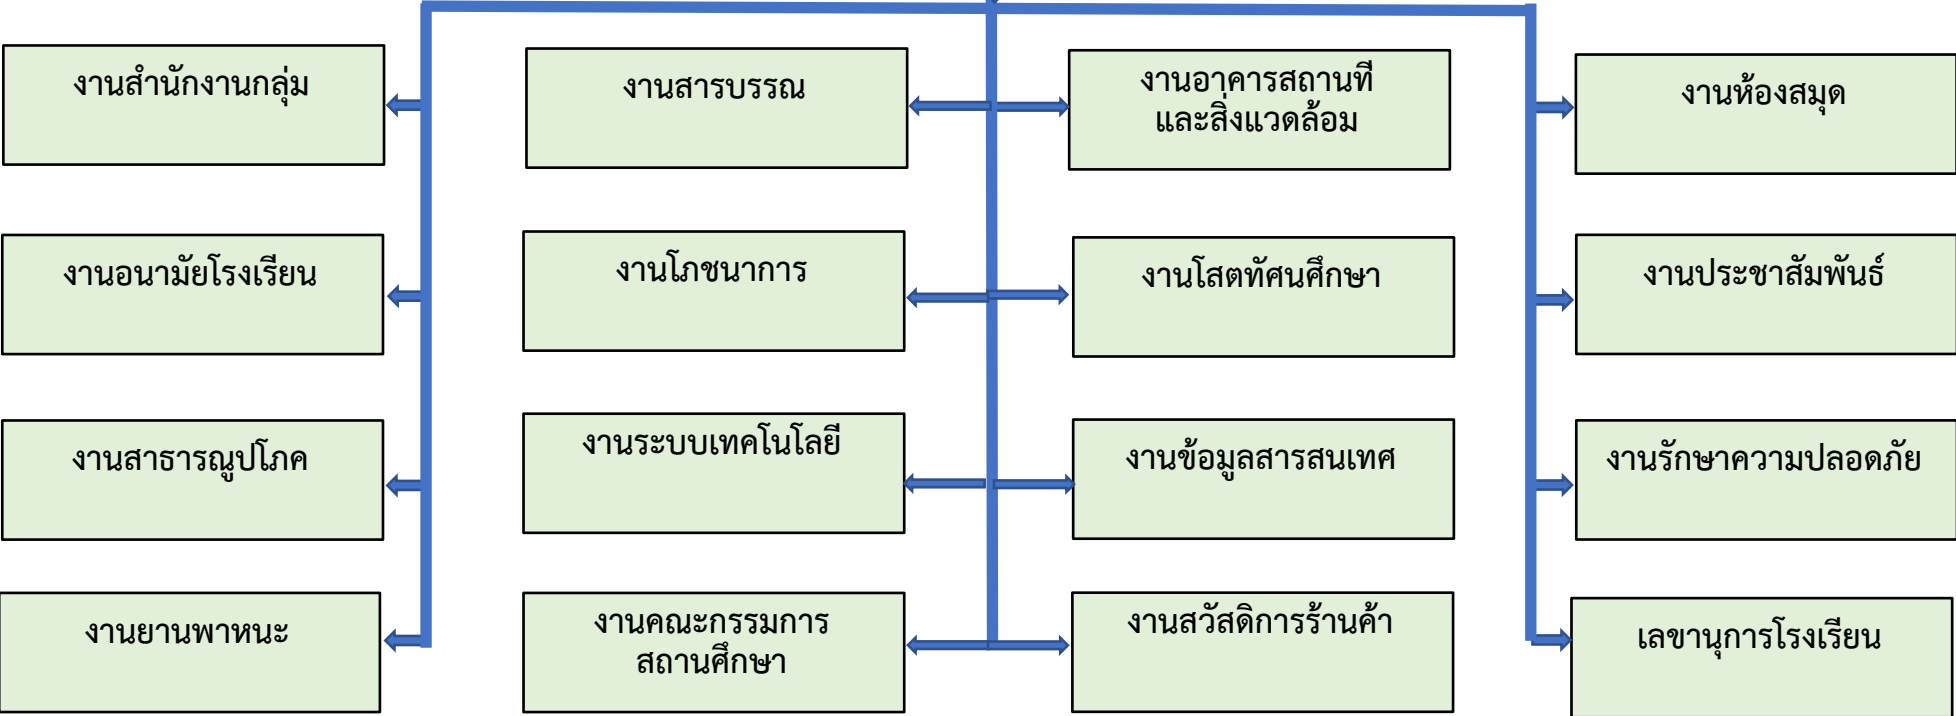 งานสำนักงานกลุ่ม
งานสารบรรณ
งานอาคารสถานที
และสิ่งแวดล้อม
งานห้องสมุด
งานอนามัยโรงเรียน
งานโภชนาการ
งานโสตทัศนศึกษา
งานประชาสัมพันธ์
งานสาธารณูปโภค
งานระบบเทคโนโลยี
งานข้อมูลสารสนเทศ
งานรักษาความปลอดภัย
งานยานพาหนะ
งานคณะกรรมการ
สถานศึกษา
งานสวัสดิการร้านค้า
เลขานุการโรงเรียน